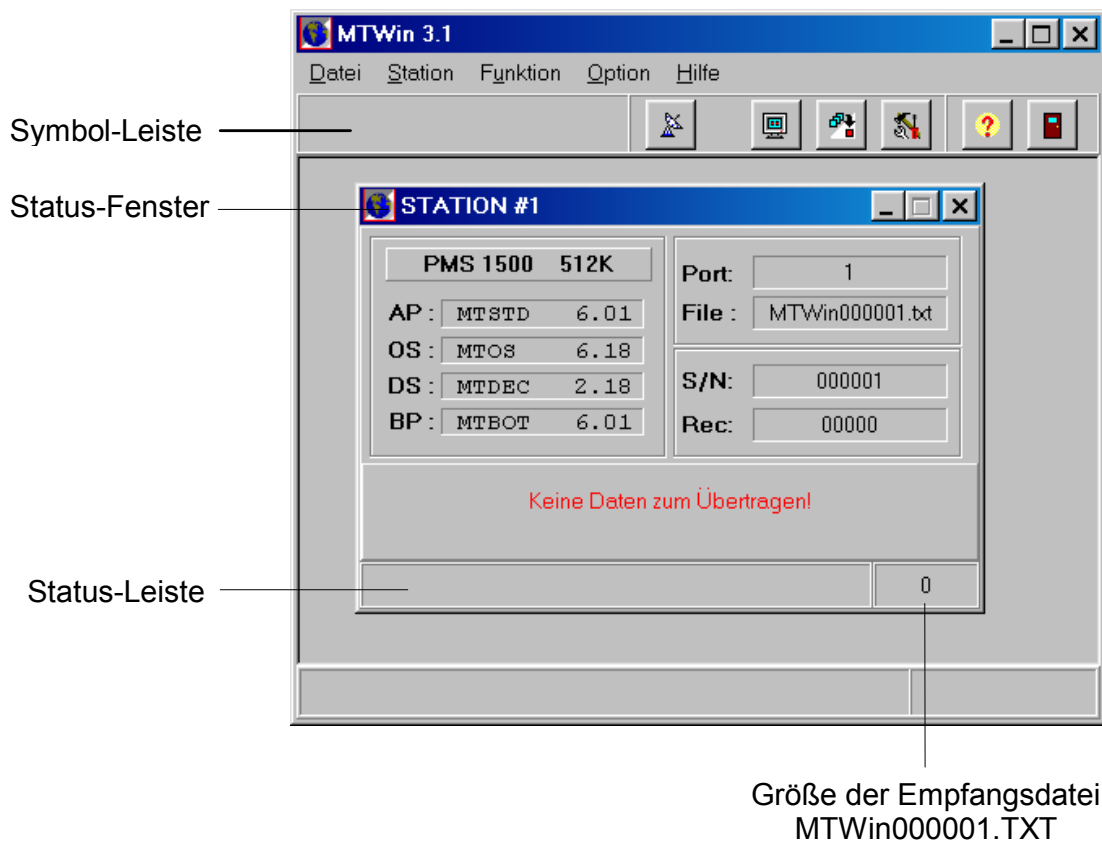 MTWin 3.1
Datei Station Funktion Option Hilfe
Symbol-Leiste
?
Status-Fenster
STATION #1
PMS 1500 512K
AP : MTSTD 6.01
OS : MTOS 6.18
DS : MTDEC 2.18
BP : MTBOT 6.01
Port: 1
File : MTWin000001.txt
S/N: 000001
Rec: 00000
Keine Daten zum Übertragen!
Status-Leiste
0
Größe der Empfangsdatei
MTWin000001.TXT